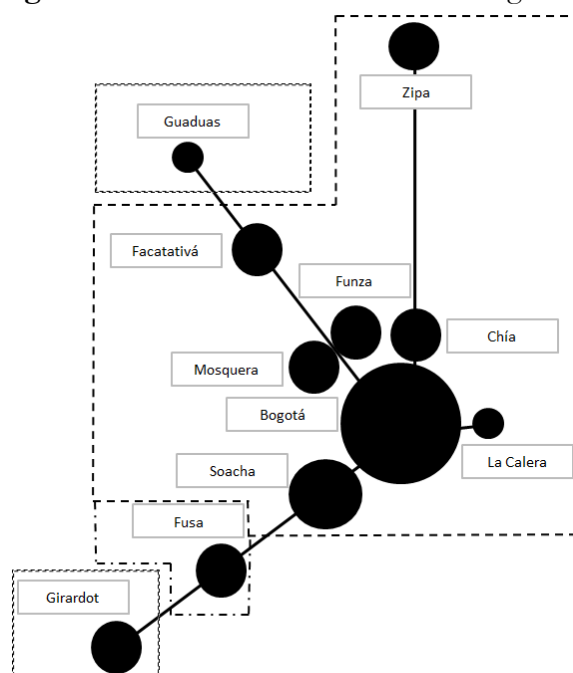 Zipa
Guaduas
Facatativá
Funza
Chía
Mosquera
Bogotá
La Calera
Soacha
Fusa
Girardot